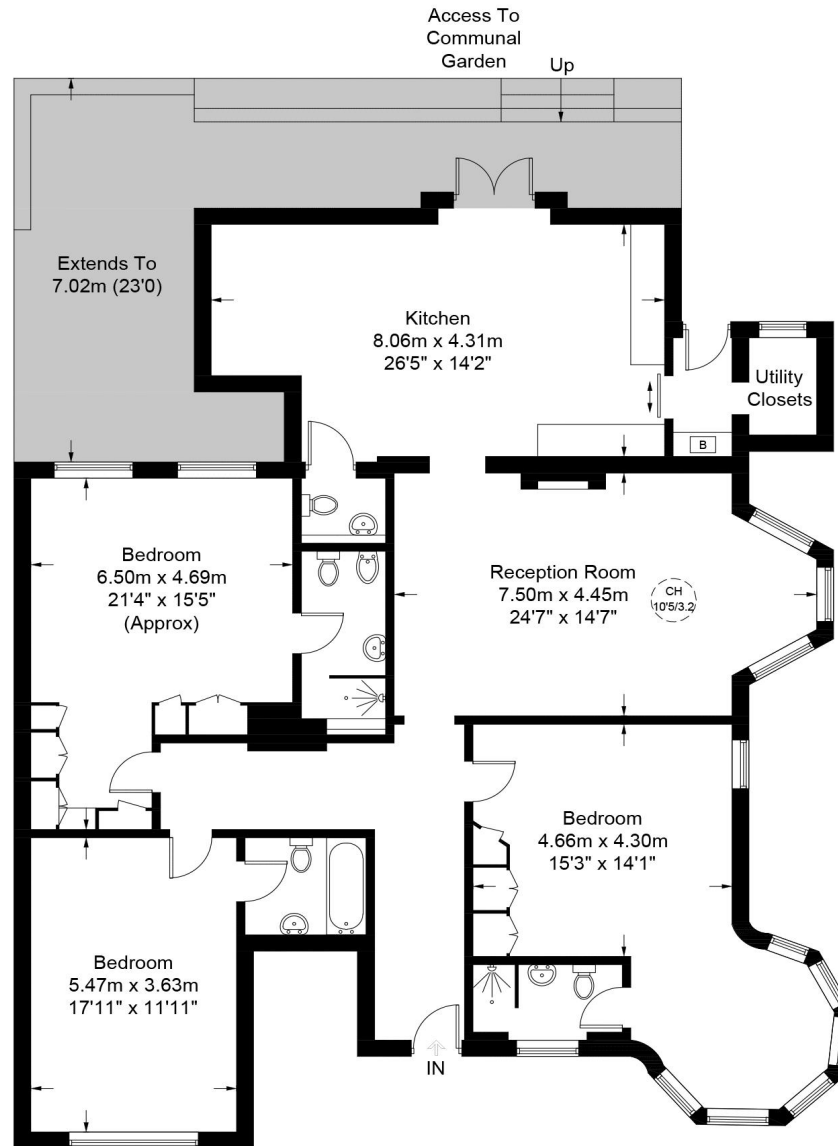 Access To
Communal
Garden
Up
Extends To
7.02m (23'0)
Kitchen
8.06m x 4.31m
26'5" x 14'2"
Utility
Closets
B
Bedroom
6.50m x 4.69m
21'4" x 15'5"
(Approx)
Reception Room
7.50m x 4.45m
24'7" x 14'7"
CH
10'5/3.2
Bedroom
4.66m x 4.30m
15'3" x 14'1"
Bedroom
5.47m x 3.63m
17'11" x 11'11"
IN